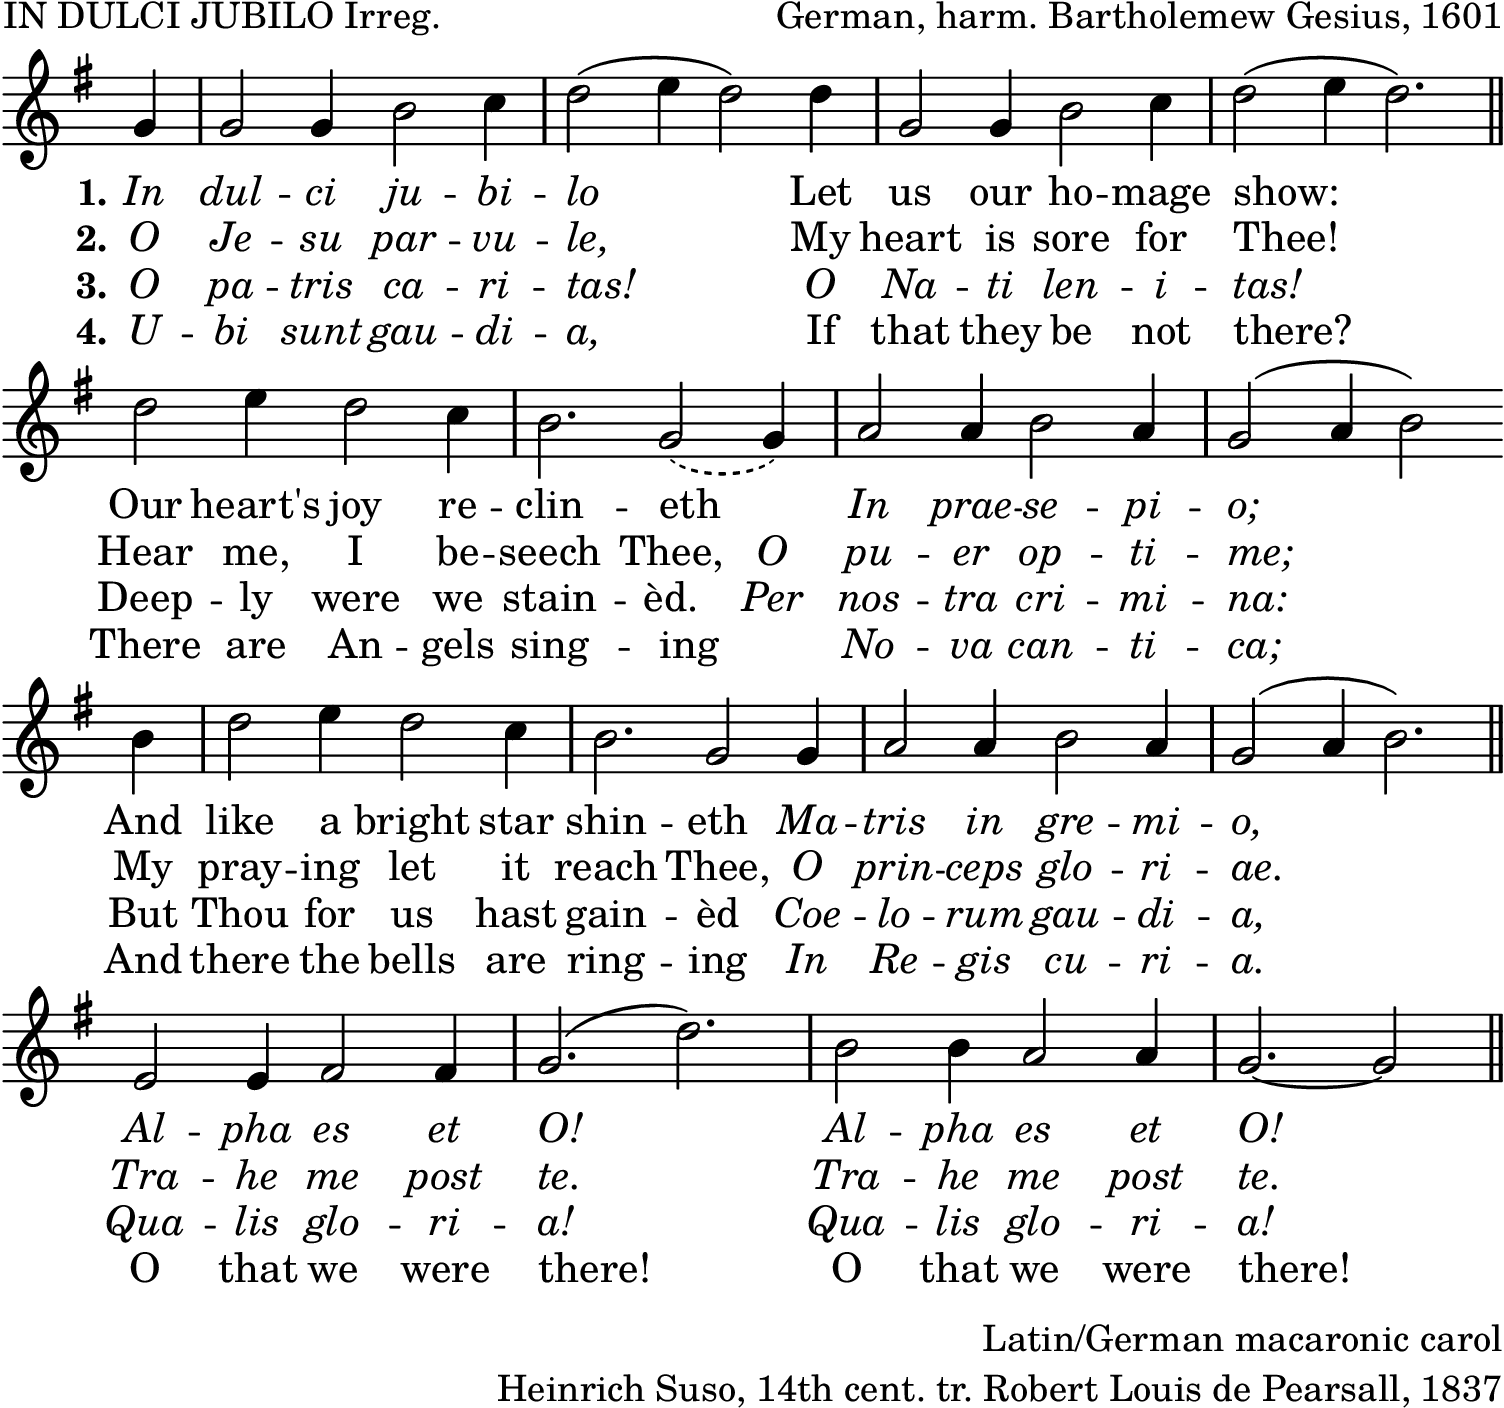 IN DULCI JUBILO Irreg. German, harm. Bartholemew Gesius, 1601
1. In dul - ci ju - bi - lo Let us our ho - mage show:
2. O Je - su par - vu - le, My heart is sore for Thee!
3. O pa - tris ca - ri - tas! O Na - ti len - i - tas!
4. U - bi sunt gau - di - a, If that they be not there?
Our heart's joy re - clin - eth In prae - se - pi - o;
Hear me, I be - seech Thee, O pu - er op - ti - me;
Deep - ly were we stain - èd. Per nos - tra cri - mi - na:
There are An - gels sing - ing No - va can - ti - ca;
And like a bright star shin - eth Ma - tris in gre - mi - o,
My pray - ing let it reach Thee, O prin - ceps glo - ri - ae.
But Thou for us hast gain - èd Coe - lo - rum gau - di - a,
And there the bells are ring - ing In Re - gis cu - ri - a.
Al - pha es et O! Al - pha es et O!
Tra - he me post te. Tra - he me post te.
Qua - lis glo - ri - a! Qua - lis glo - ri - a!
O that we were there! O that we were there!
Latin/German macaronic carol
Heinrich Suso, 14th cent. tr. Robert Louis de Pearsall, 1837